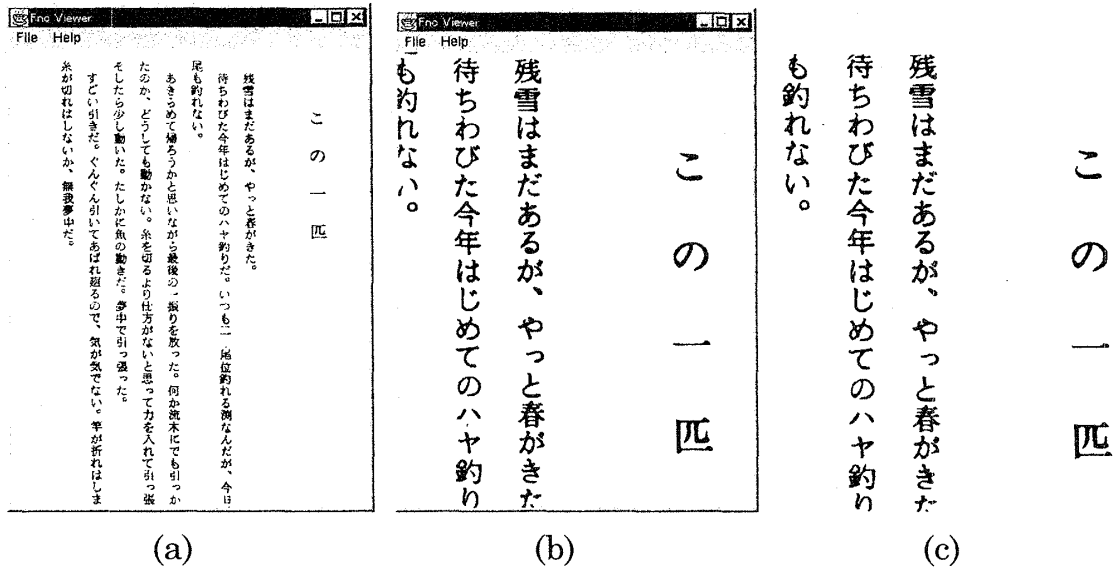 Fno Viewer
File Help
この一匹
残雪はまだあるが、やっと春がきた。
待ちわびた今年はじめてのハヤ釣りだ。いつも二 尾位釣れる渕なんだが、今日
尾も釣れない。
あきらめて帰ろうかと思いながら最後の一振りを放った。何か流木にでも引っか
たのか、どうしても動かない。糸を切るより仕方がないと思って力を入れて引っ張
そしたら少し動いた。たしかに魚の動きだ。夢中で引っ張った。
すごい引きだ。ぐんぐん引いてあばれ廻るので、気が気でない。竿が折れはしま
糸が切れはしないか、無我夢中だ。
(a)
Fno Viewer
File Help
この一匹
残雪はまだあるが、やっと春がきた
待ちわびた今年はじめてのハヤ釣り
も釣れない。
(b)
この一匹
残雪はまだあるが、やっと春がきた
待ちわびた今年はじめてのハヤ釣り
も釣れない。
(c)